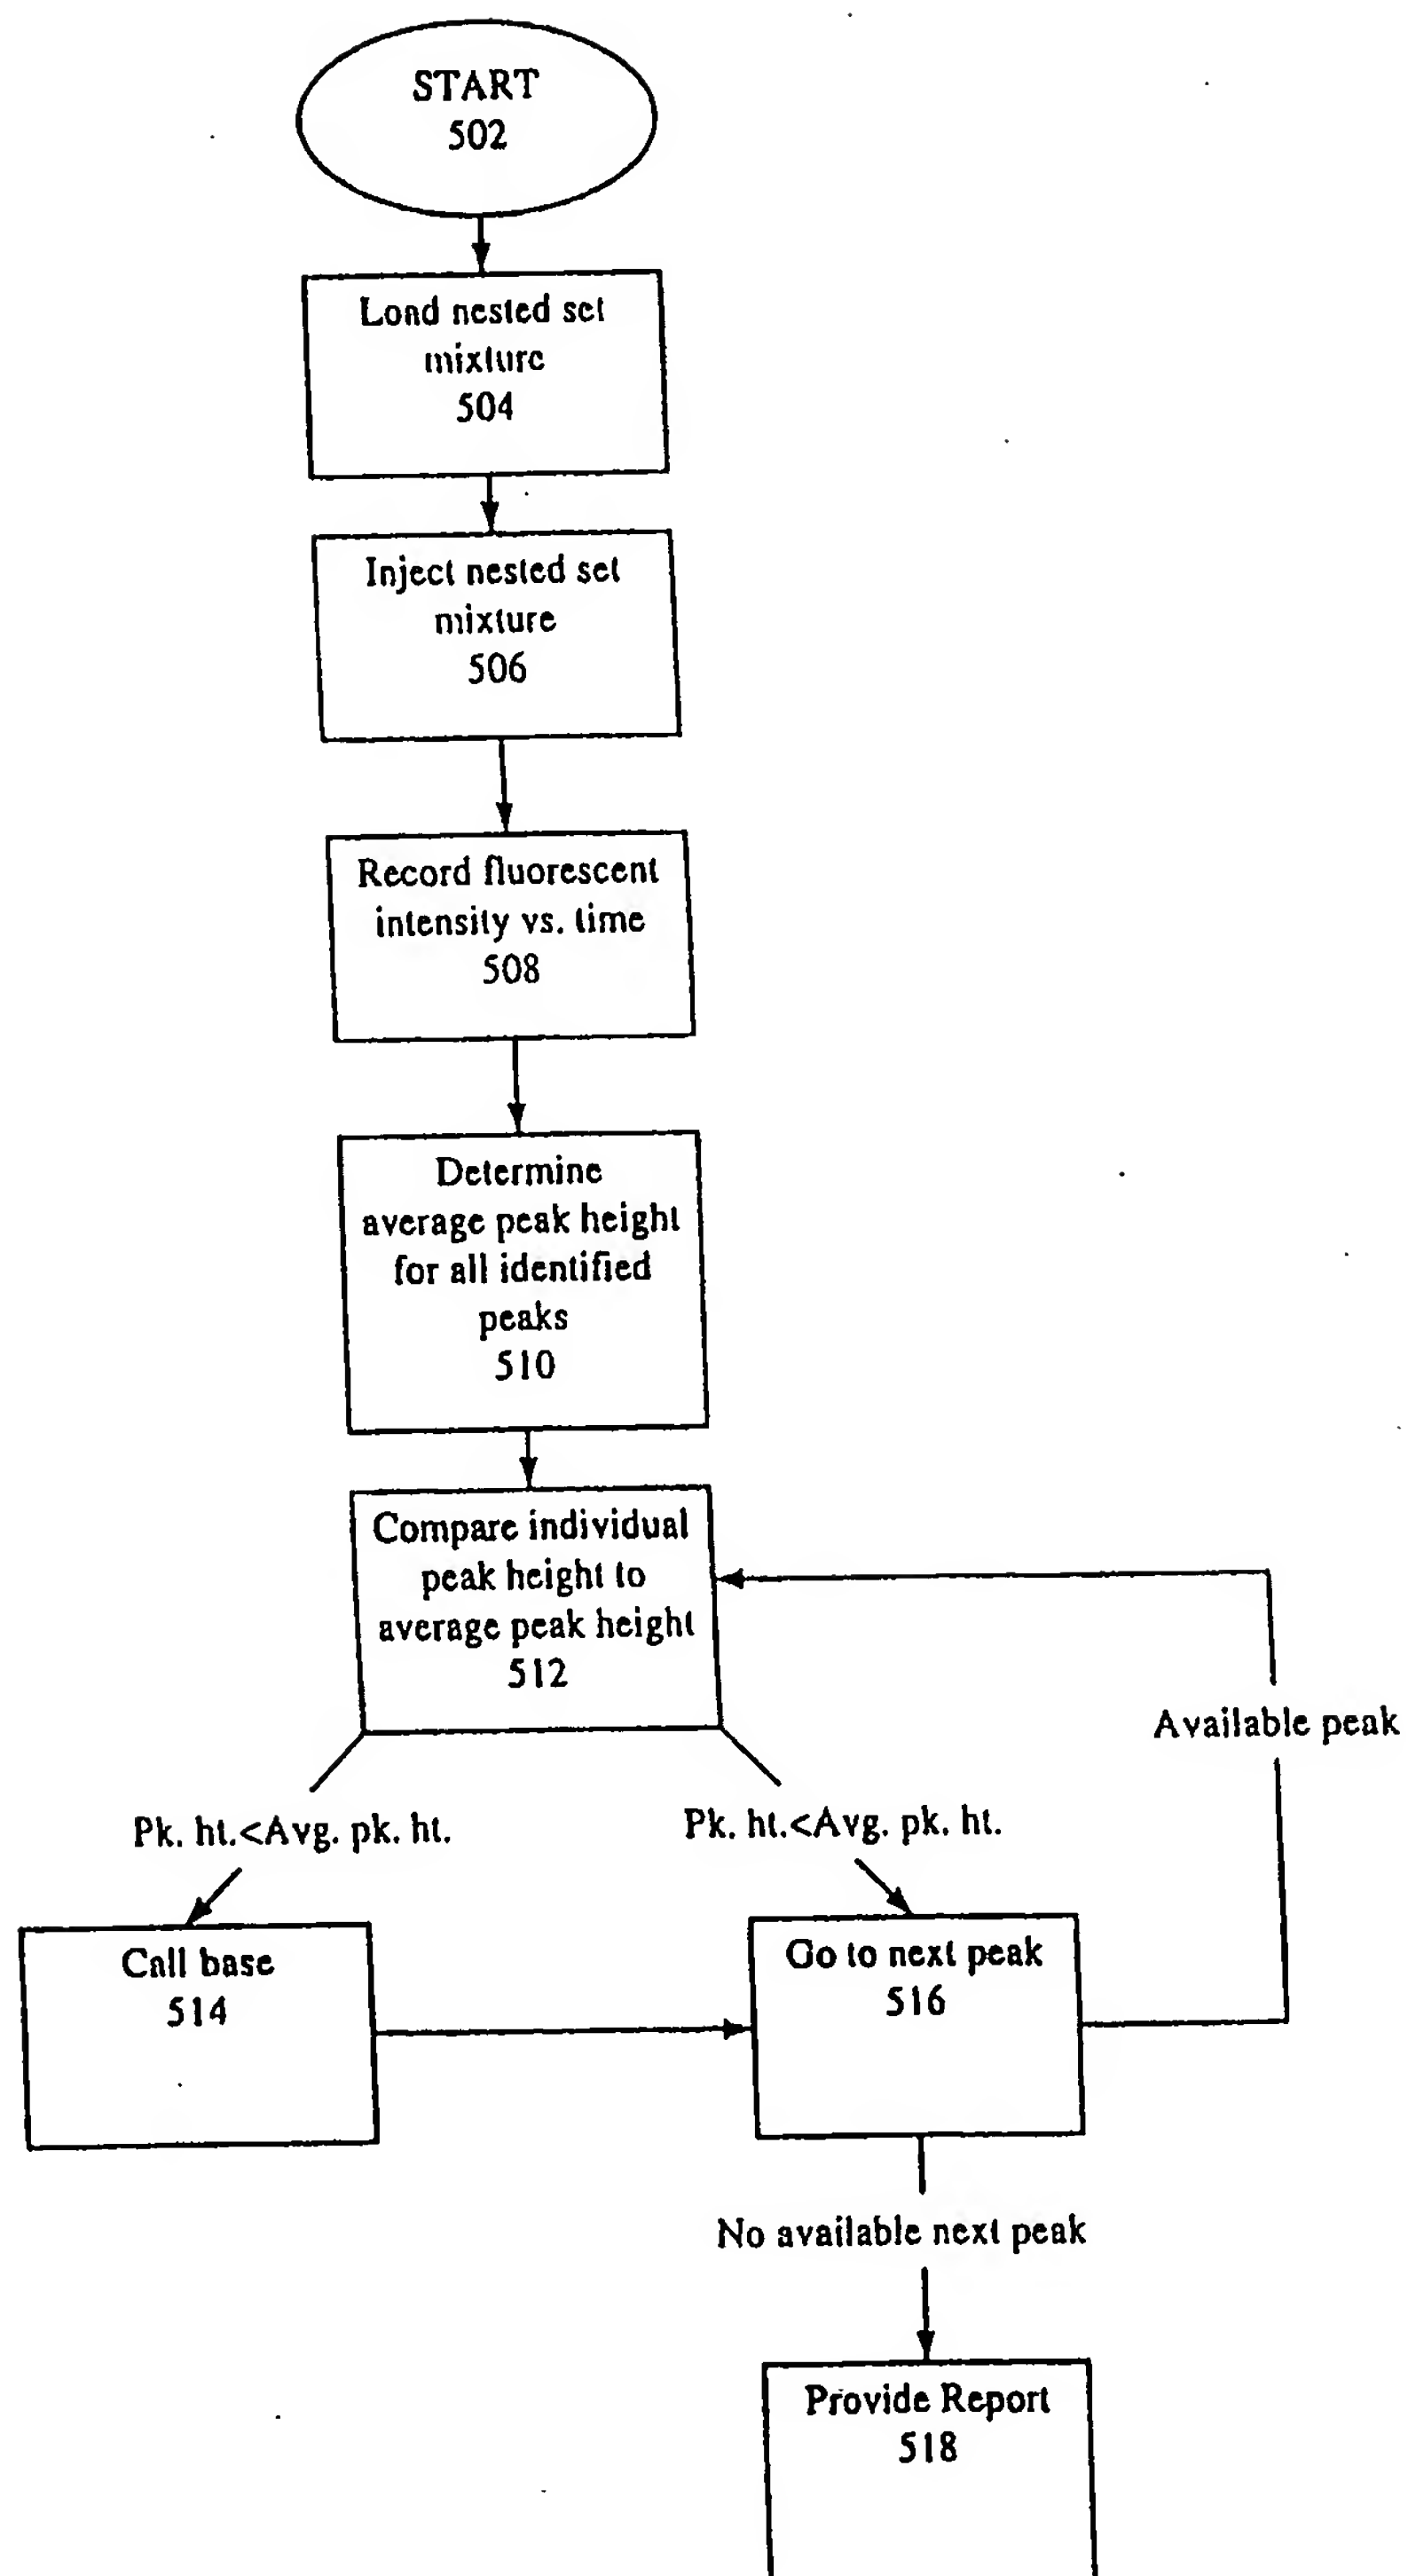 START
502
Load nested set
mixture
504
Inject nested set
mixture
506
Record fluorescent
intensity vs. time
508
Determine
average peak height
for all identified
peaks
510
Compare individual
peak height to
average peak height
512
Available peak
Pk. ht.<Avg. pk. ht.
Pk. ht.<Avg. pk. ht.
Call base
514
Go to next peak
516
No available next peak
Provide Report
518